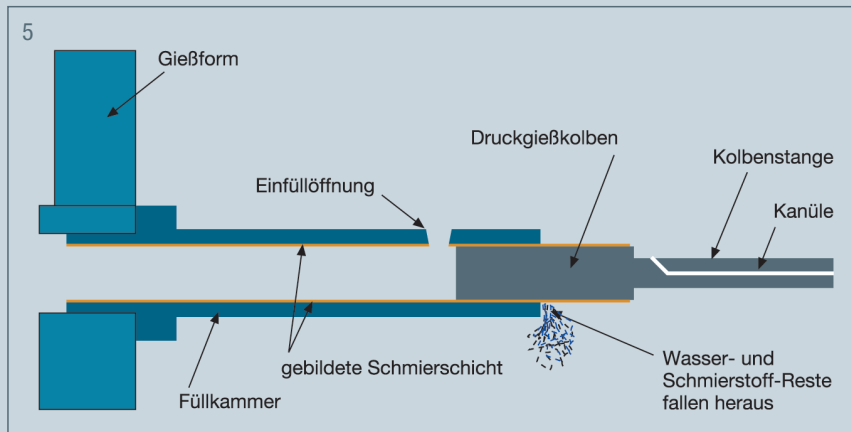 5
Gießform
Druckgießkolben
Kolbenstange
Einfüllöffnung
Kanüle
gebildete Schmierschicht
Wasser- und
Schmierstoff-Reste
fallen heraus
Füllkammer